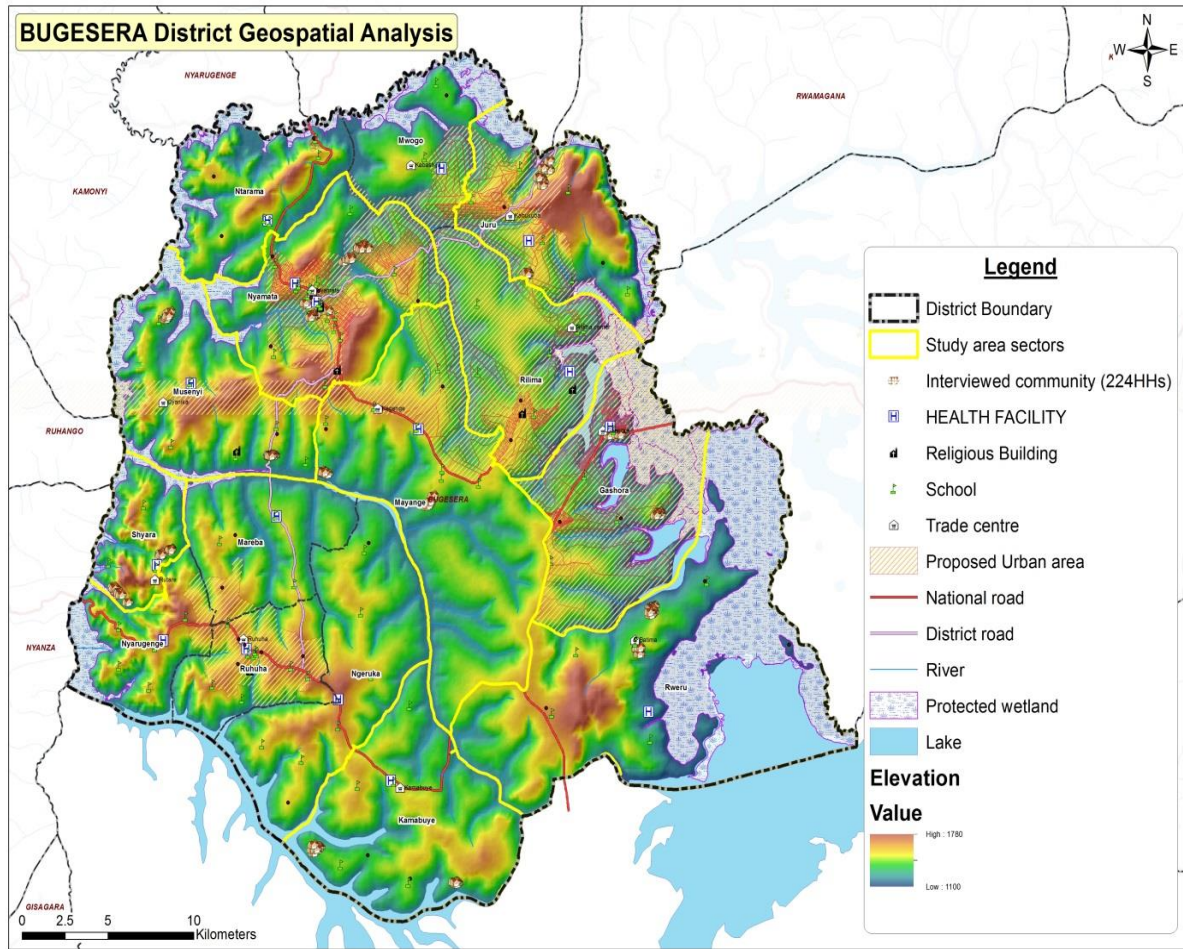 BUGESERA District Geospatial Analysis
N
W E
S
K
NYARUGENGE
RWAMAGANA
KAMONYI
RUHANGO
NYANZA
GISAGARA
Mwogo
Ntarama
Juru
Nyamata
Rilima
Musenyi
Gashora
Mayange
BUGESERA
Shyara
Mareba
Nyarugenge
Ruhuha
Ruhuha
Ngeruka
Rweru
Batima
Kamabuye
Kamabuye
Legend
District Boundary
Study area sectors
Interviewed community (224HHs)
HEALTH FACILITY
Religious Building
School
Trade centre
Proposed Urban area
National road
District road
River
Protected wetland
Lake
Elevation
Value
High : 1780
Low : 1100
0 2.5 5 10
Kilometers